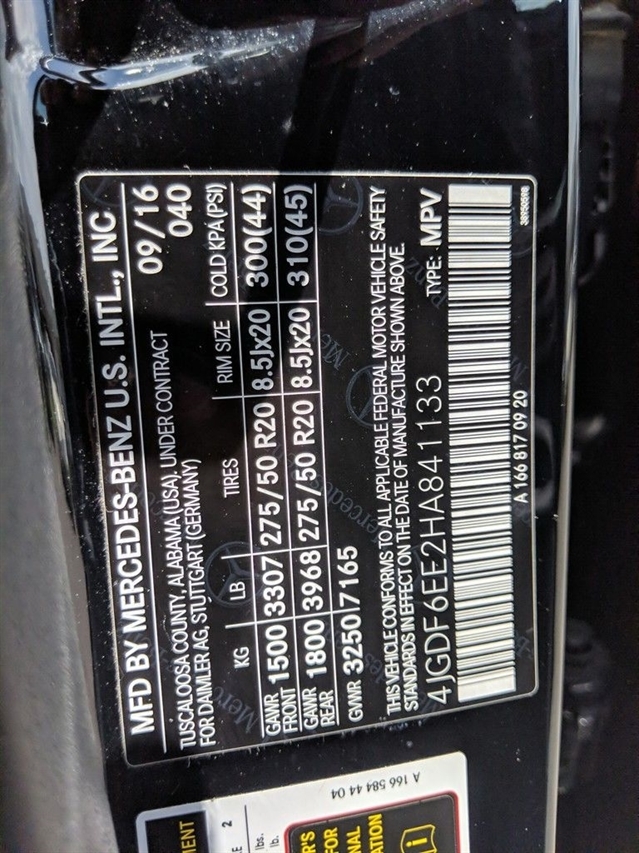 MFD BY MERCEDES-BENZ U.S. INTL., INC
TUSCALOOSA COUNTY, ALABAMA (USA), UNDER CONTRACT 09/16
FOR DAIMLER AG, STUTTGART (GERMANY) 040
KG LB TIRES RIM SIZE COLD KPA (PSI)
GAWR FRONT 1500 3307 275/50 R20 8.5Jx20 300(44)
GAWR REAR 1800 3968 275/50 R20 8.5Jx20 310(45)
GVWR 3250 7165
THIS VEHICLE CONFORMS TO ALL APPLICABLE FEDERAL MOTOR VEHICLE SAFETY
STANDARDS IN EFFECT ON THE DATE OF MANUFACTURE SHOWN ABOVE.
4JGDF6EE2HA841133 TYPE: MPV
A 166 817 09 20
38950598
A 166 584 44 04
2
lbs.
lb.